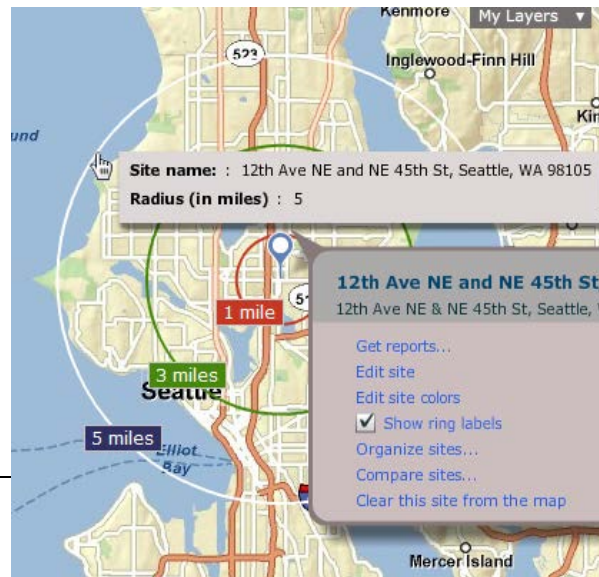 Kenmore
My Layers
523
Inglewood-Finn Hill
Kin
ound
Site name: : 12th Ave NE and NE 45th St, Seattle, WA 98105
Radius (in miles) : 5
12th Ave NE and NE 45th St
12th Ave NE & NE 45th St, Seattle,
1 mile
Get reports...
Edit site
3 miles
Edit site colors
Seattle
Show ring labels
5 miles
Elliot
Bay
Organize sites...
Compare sites...
Clear this site from the map
Mercer Island